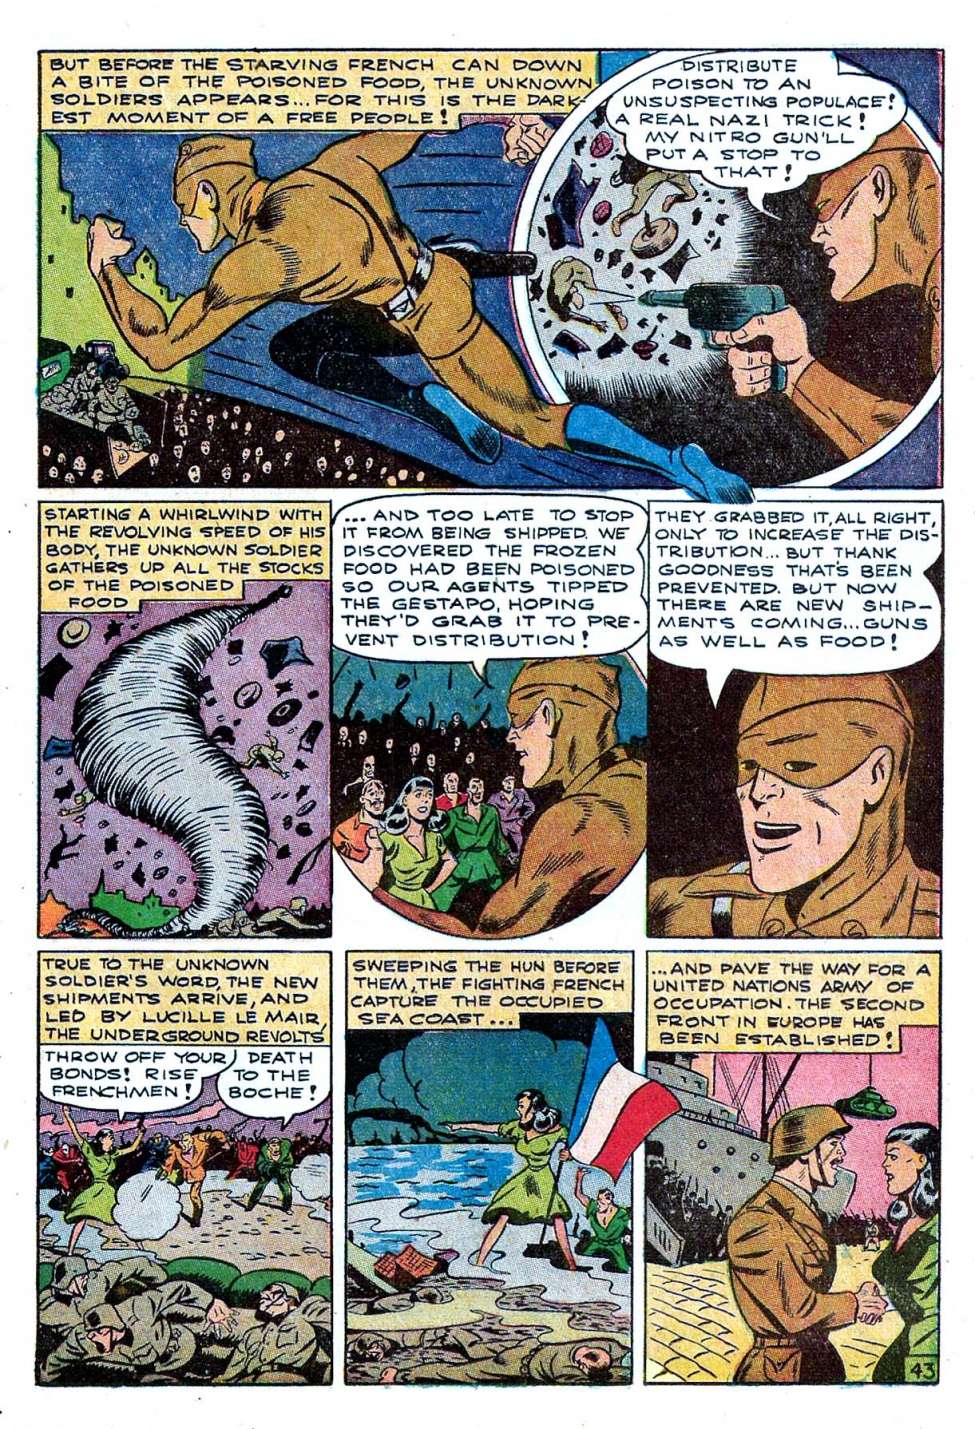 BUT BEFORE THE STARVING FRENCH CAN DOWN
A BITE OF THE POISONED FOOD, THE UNKNOWN
SOLDIERS APPEARS...FOR THIS IS THE DARK-
EST MOMENT OF A FREE PEOPLE!
DISTRIBUTE
POISON TO AN
UNSUSPECTING POPULACE!
A REAL NAZI TRICK!
MY NITRO GUN'LL
PUT A STOP TO
THAT!
STARTING A WHIRLWIND WITH
THE REVOLVING SPEED OF HIS
BODY, THE UNKNOWN SOLDIER
GATHERS UP ALL THE STOCKS
OF THE POISONED
FOOD
...AND TOO LATE TO STOP
IT FROM BEING SHIPPED. WE
DISCOVERED THE FROZEN
FOOD HAD BEEN POISONED
SO OUR AGENTS TIPPED
THE GESTAPO, HOPING
THEY'D GRAB IT TO PRE-
VENT DISTRIBUTION!
THEY GRABBED IT, ALL RIGHT,
ONLY TO INCREASE THE DIS-
TRIBUTION... BUT THANK
GOODNESS THAT'S BEEN
PREVENTED. BUT NOW
THERE ARE NEW SHIP-
MENTS COMING...GUNS
AS WELL AS FOOD!
TRUE TO THE UNKNOWN
SOLDIER'S WORD, THE NEW
SHIPMENTS ARRIVE, AND
LED BY LUCILLE LE MAIR,
THE UNDERGROUND REVOLTS
THROW OFF YOUR
BONDS! RISE
FRENCHMEN!
DEATH
TO THE
BOCHE!
SWEEPING THE HUN BEFORE
THEM, THE FIGHTING FRENCH
CAPTURE THE OCCUPIED
SEA COAST...
...AND PAVE THE WAY FOR A
UNITED NATIONS ARMY OF
OCCUPATION. THE SECOND
FRONT IN EUROPE HAS
BEEN ESTABLISHED!
43